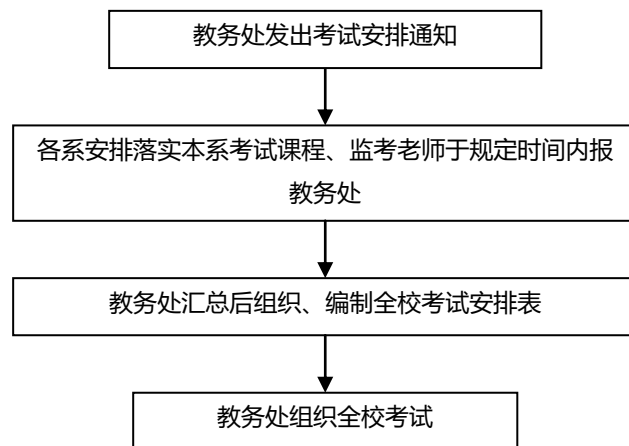 教务处发出考试安排通知
各系安排落实本系考试课程、监考老师于规定时间内报
教务处
教务处汇总后组织、编制全校考试安排表
教务处组织全校考试